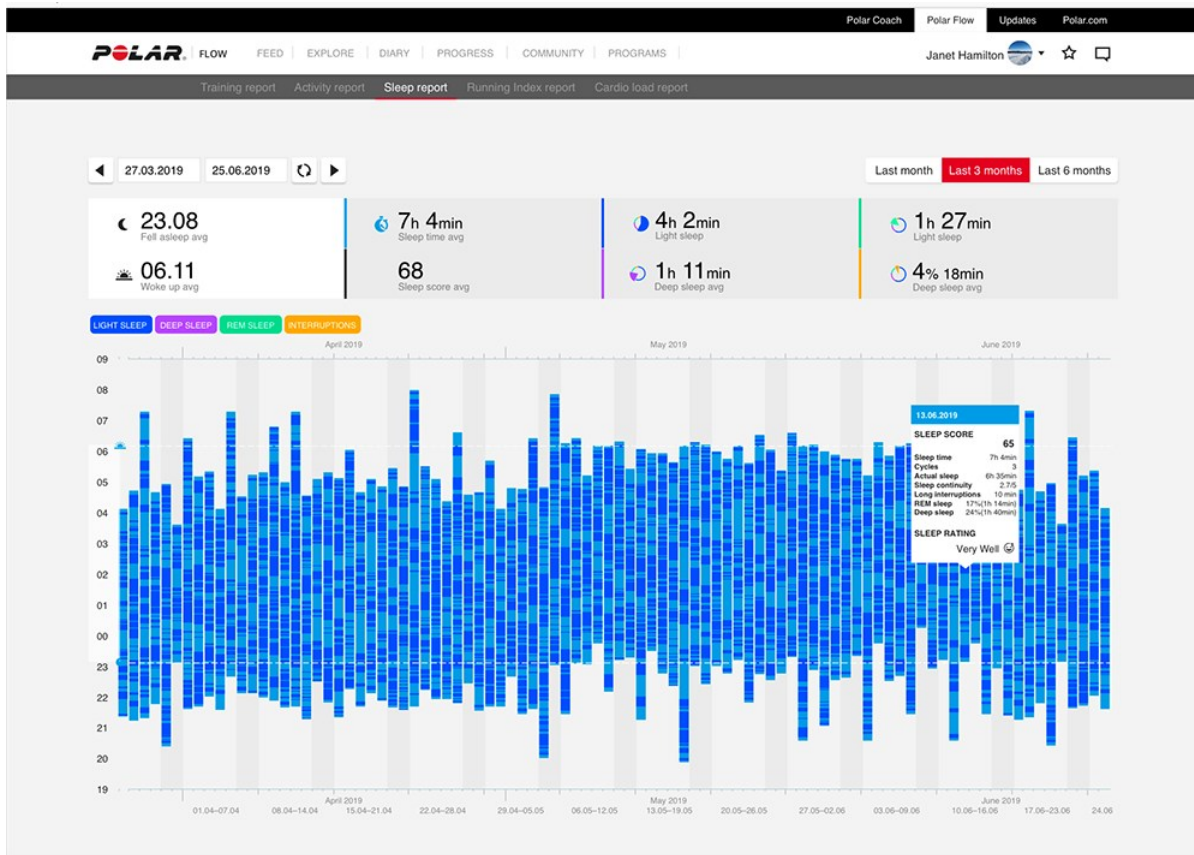 Polar Coach Polar Flow Updates Polar.com
POLAR. FLOW FEED EXPLORE DIARY PROGRESS COMMUNITY PROGRAMS Janet Hamilton
Training report Activity report Sleep report Running Index report Cardio load report
27.03.2019 25.06.2019 Last month Last 3 months Last 6 months
23.08 7h 4min 4h 2min 1h 27min
Fell asleep avg Sleep time avg Light sleep Light sleep
06.11 68 1h 11min 4% 18min
Woke up avg Sleep score avg Deep sleep avg Deep sleep avg
LIGHT SLEEP DEEP SLEEP REM SLEEP INTERRUPTIONS
April 2019 May 2019 June 2019
09
08
07
06
05
04
03
02
01
00
23
22
21
20
19
13.06.2019
SLEEP SCORE
65
Sleep time 7h 4min
Cycles 3
Actual sleep 6h 35min
Sleep continuity 2.7/5
Long interruptions 10 min
REM sleep 17%(1h 14min)
Deep sleep 24%(1h 40min)
SLEEP RATING
Very Well
April 2019 May 2019 June 2019
01.04–07.04 08.04–14.04 15.04–21.04 22.04–28.04 29.04–05.05 06.05–12.05 13.05–19.05 20.05–26.05 27.05–02.06 03.06–09.06 10.06–16.06 17.06–23.06 24.06